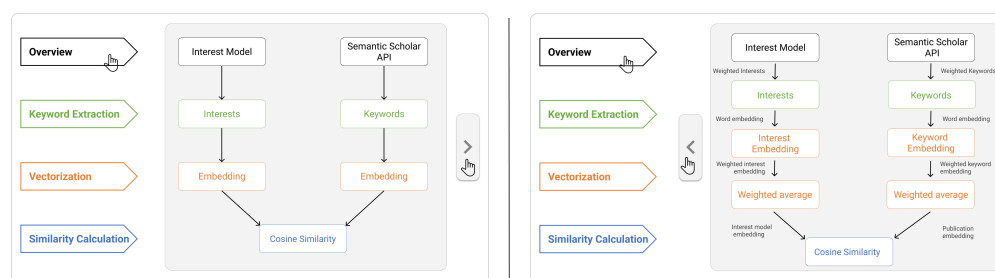 Overview
Keyword Extraction
Vectorization
Similarity Calculation
Interest Model
Semantic Scholar
API
Interests
Keywords
Embedding
Embedding
Cosine Similarity
Overview
Keyword Extraction
Vectorization
Similarity Calculation
Interest Model
Semantic Scholar
API
Weighted Interests
Weighted Keywords
Interests
Keywords
Word embedding
Word embedding
Interest
Embedding
Keyword
Embedding
Weighted interest
embedding
Weighted keyword
embedding
Weighted average
Weighted average
Interest model
embedding
Publication
embedding
Cosine Similarity